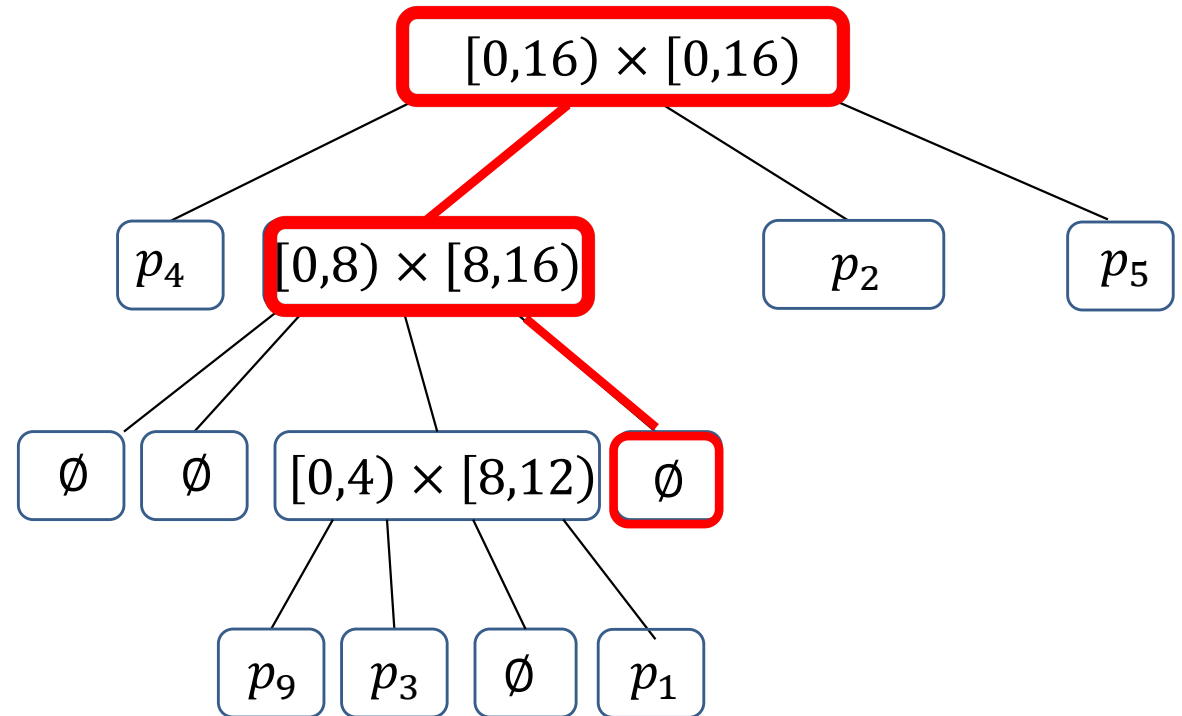 [0,16) × [0,16)
p₄ [0,8) × [8,16) p₂ p₅
∅ ∅ [0,4) × [8,12) ∅
p₉ p₃ ∅ p₁